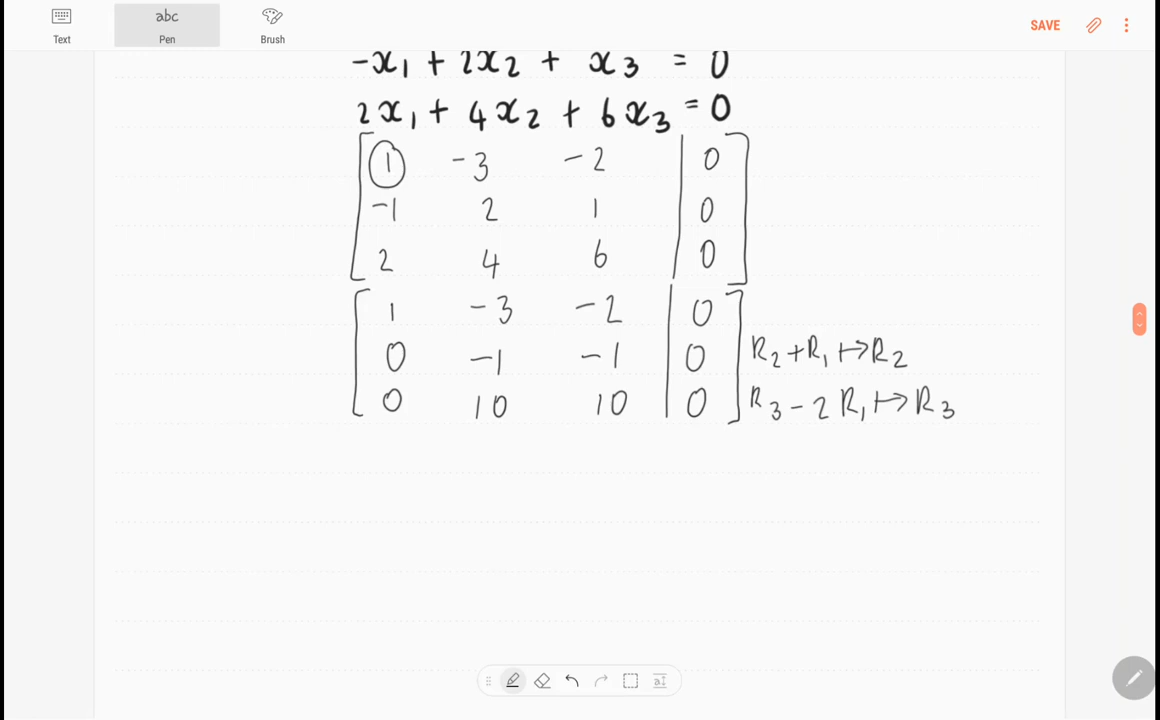 Text abc Pen Brush SAVE
-x₁ + 2x₂ + x₃ = 0
2x₁ + 4x₂ + 6x₃ = 0
1 -3 -2 | 0
-1 2 1 | 0
2 4 6 | 0
1 -3 -2 | 0
0 -1 -1 | 0 R₂+R₁↦R₂
0 10 10 | 0 R₃-2R₁↦R₃